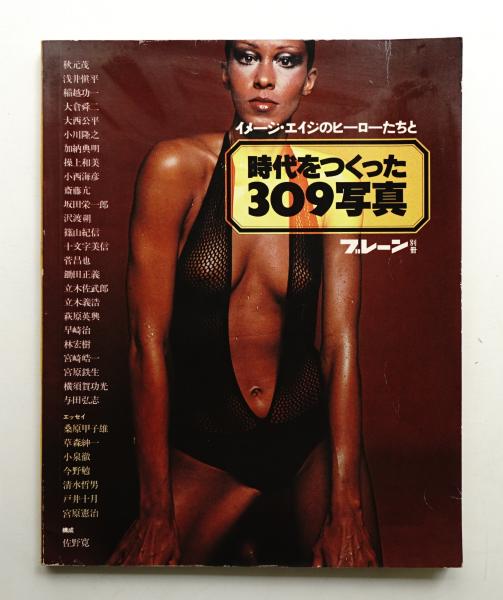 イメージ・エイジのヒーローたちと
時代をつくった
309写真
ブレーン別冊
秋元茂
浅井愼平
稲越功一
大倉舜二
大西公平
小川隆之
加納典明
操上和美
小西海彦
斎藤亢
坂田栄一郎
沢渡朔
篠山紀信
十文字美信
菅昌也
鋤田正義
立木佐武郎
立木義浩
萩原英興
早崎治
林宏樹
宮崎皓一
宮原鉄生
横須賀功光
与田弘志
エッセイ
桑原甲子雄
草森紳一
小泉徹
今野勉
清水哲男
戸井十月
宮原憲治
構成
佐野寛